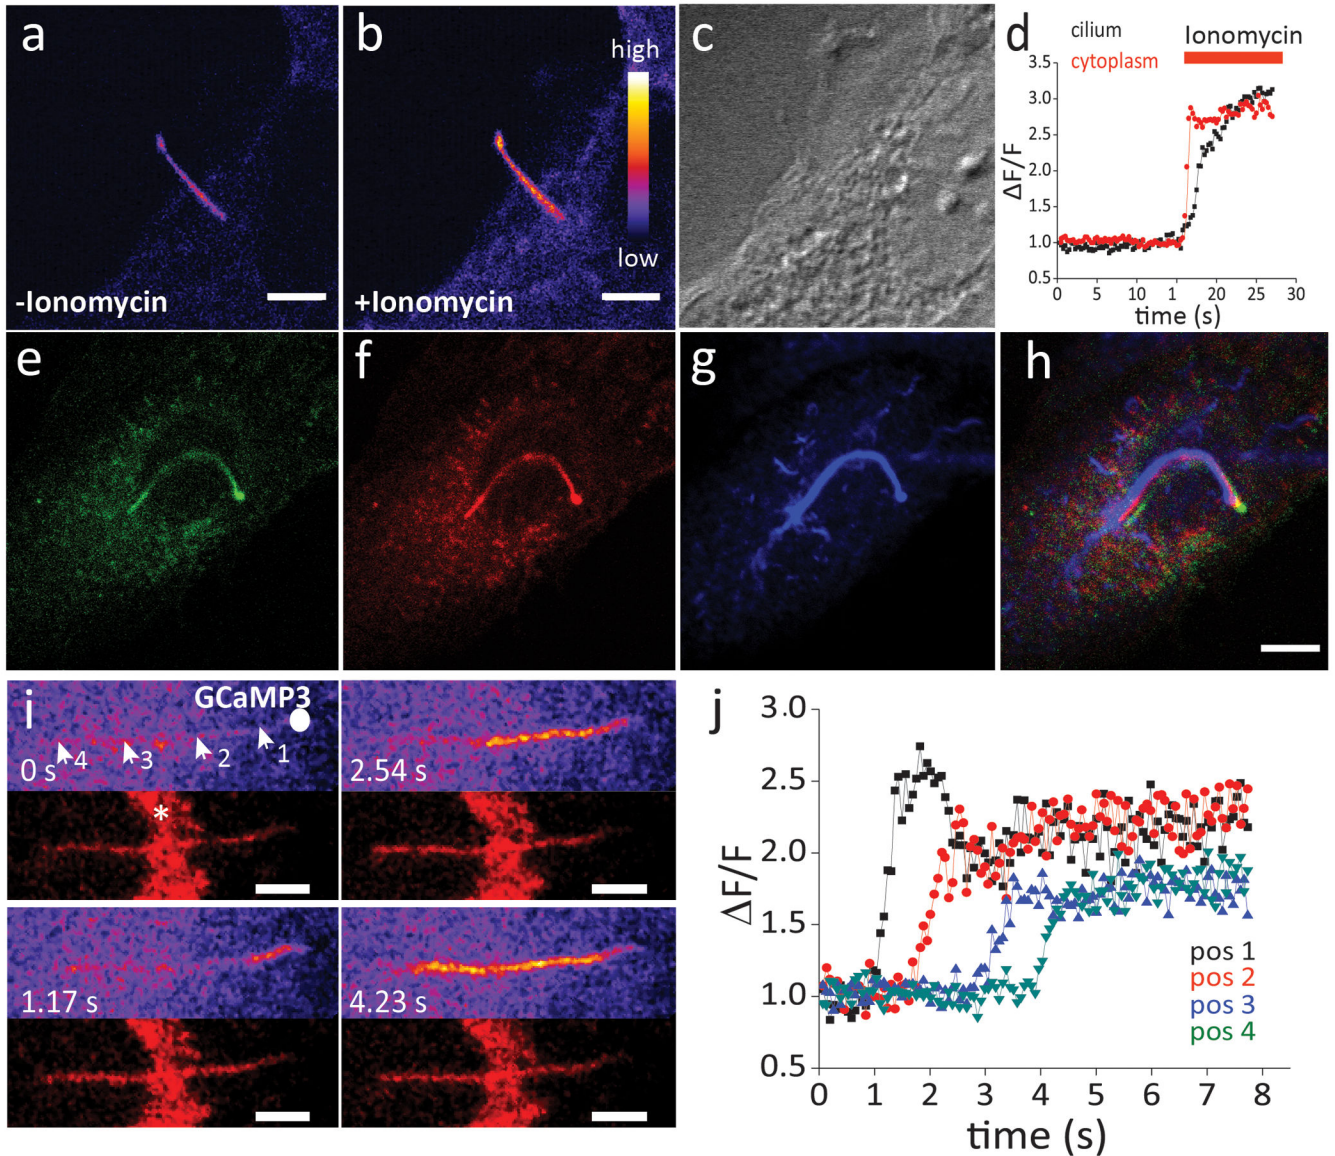 a
-Ionomycin
b
high
low
+Ionomycin
c
d
cilium
cytoplasm
Ionomycin
3.5
3.0
2.5
2.0
1.5
1.0
0.5
ΔF/F
0 5 10 1 20 25 30
time (s)
e
f
g
h
i
GCaMP3
4 3 2 1
0 s
*
2.54 s
1.17 s
4.23 s
j
3.0
2.5
2.0
1.5
1.0
0.5
ΔF/F
pos 1
pos 2
pos 3
pos 4
0 1 2 3 4 5 6 7 8
time (s)